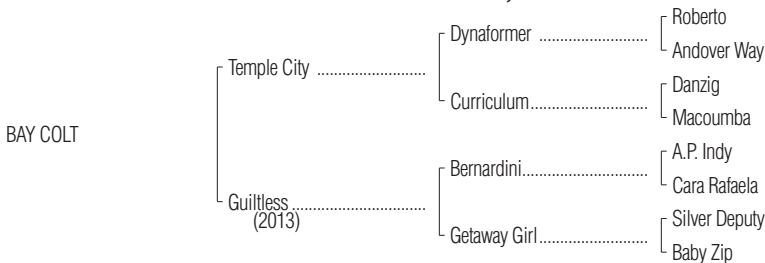 Roberto
Dynaformer ..........................
Andover Way
Temple City ..........................
Danzig
Curriculum............................
Macoumba
BAY COLT
A.P. Indy
Bernardini..............................
Cara Rafaela
Guiltless ................................
(2013)
Silver Deputy
Getaway Girl..........................
Baby Zip